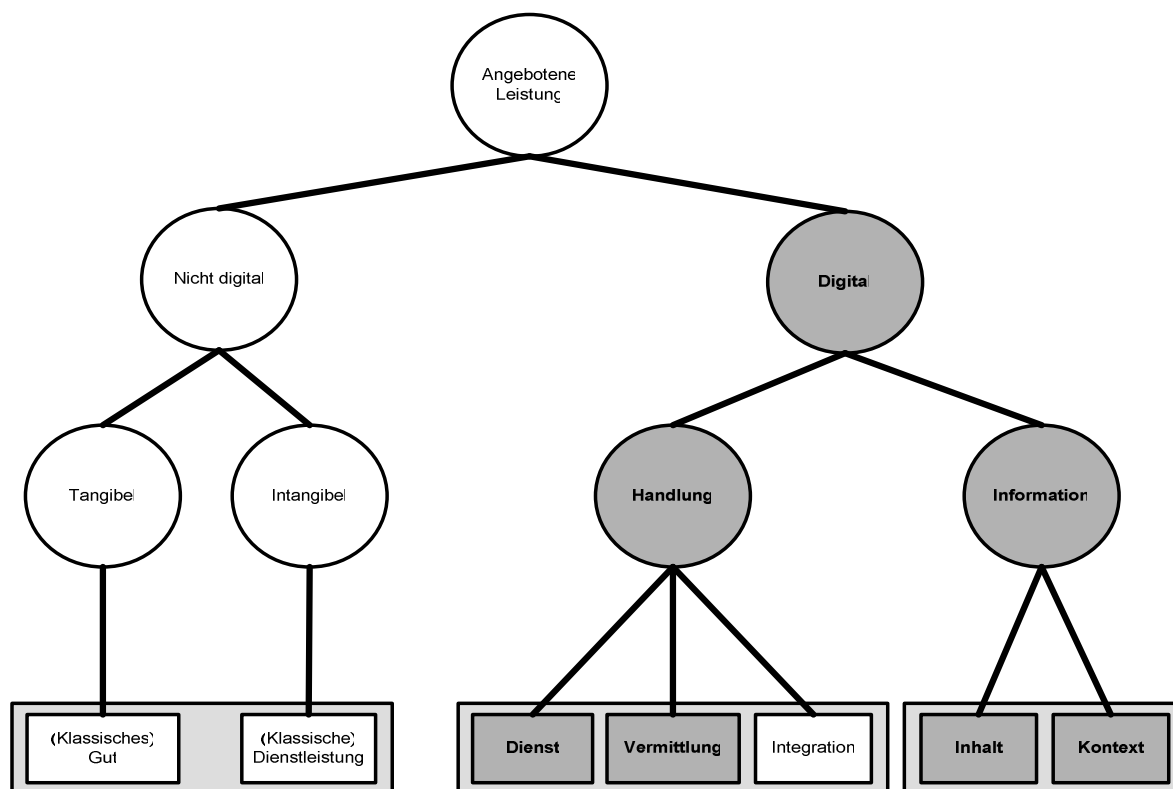 Angebotene
Leistung
Nicht digital
Digital
Tangibel
Intangibel
Handlung
Information
(Klassisches)
Gut
(Klassische)
Dienstleistung
Dienst
Vermittlung
Integration
Inhalt
Kontext